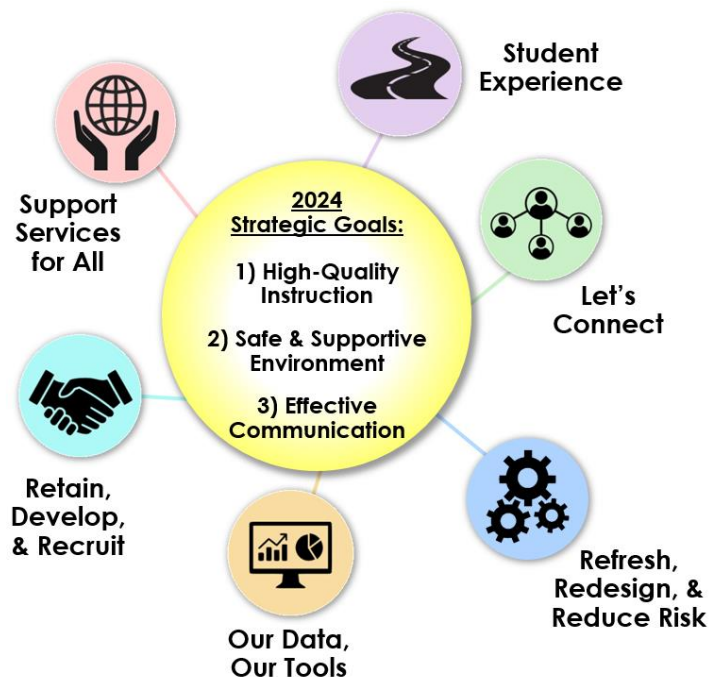 Student
Experience
Support
Services
for All
2024
Strategic Goals:
1) High-Quality
Instruction
2) Safe & Supportive
Environment
3) Effective
Communication
Let's
Connect
Retain,
Develop,
& Recruit
Refresh,
Redesign, &
Reduce Risk
Our Data,
Our Tools